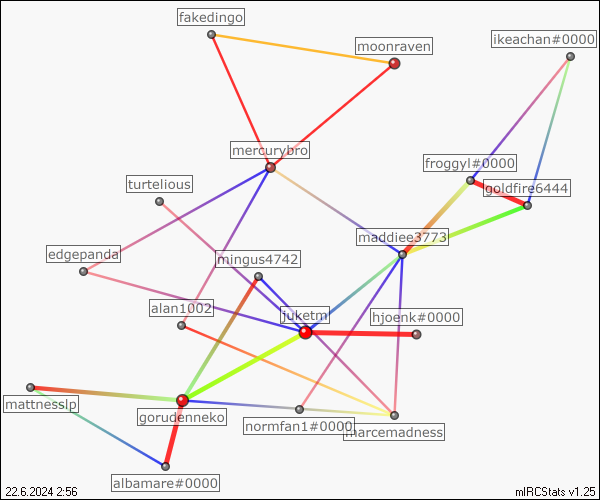 fakedingo
ikeachan#0000
moonraven
mercurybro
froggyl#0000
turtelious
goldfire6444
maddiee3773
edgepanda
mingus4742
alan1002
juketm
hjoenk#0000
mattnesslp
gorudenneko
normfan1#0000
marcemadness
albamare#0000
22.6.2024 2:56
mIRCStats v1.25